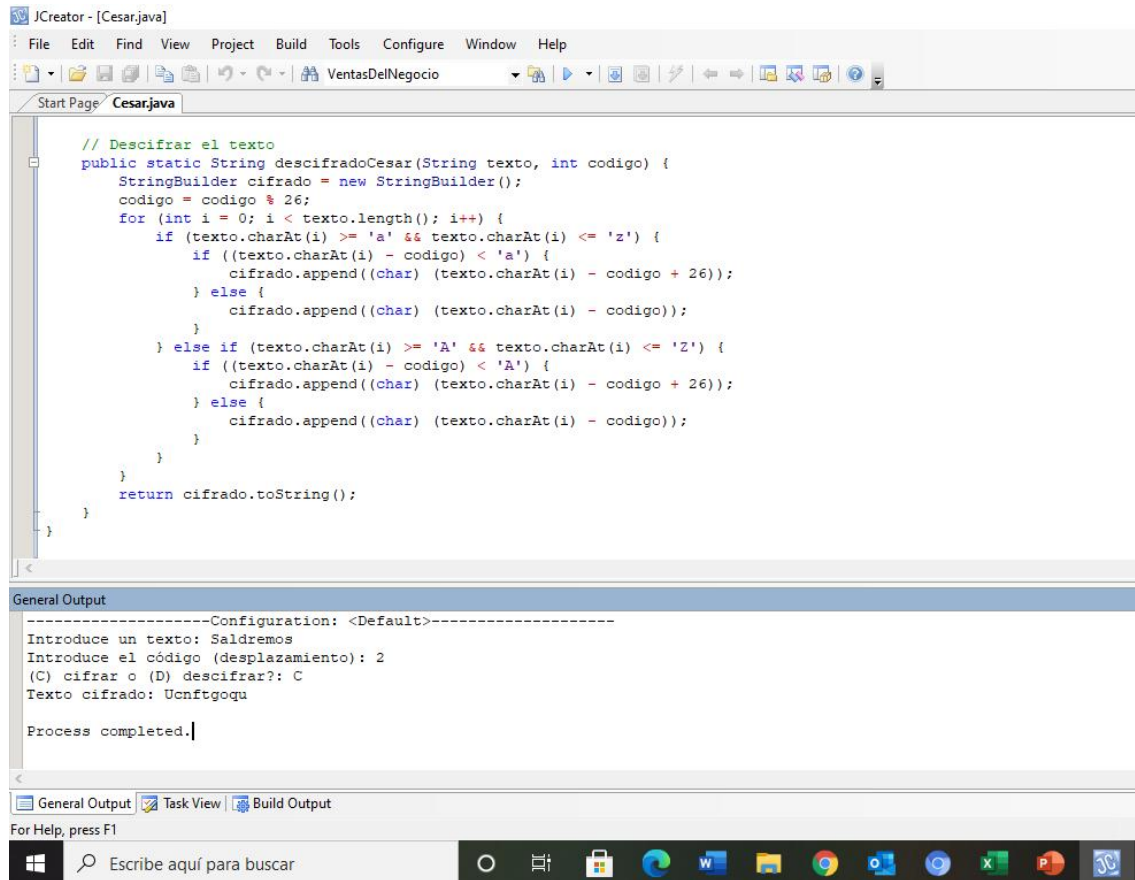 JCreator - [Cesar.java]
File Edit Find View Project Build Tools Configure Window Help
VentasDelNegocio
Start Page Cesar.java
// Descifrar el texto
public static String descifradoCesar(String texto, int codigo) {
StringBuilder cifrado = new StringBuilder();
codigo = codigo % 26;
for (int i = 0; i < texto.length(); i++) {
if (texto.charAt(i) >= 'a' && texto.charAt(i) <= 'z') {
if ((texto.charAt(i) - codigo) < 'a') {
cifrado.append((char) (texto.charAt(i) - codigo + 26));
} else {
cifrado.append((char) (texto.charAt(i) - codigo));
}
} else if (texto.charAt(i) >= 'A' && texto.charAt(i) <= 'Z') {
if ((texto.charAt(i) - codigo) < 'A') {
cifrado.append((char) (texto.charAt(i) - codigo + 26));
} else {
cifrado.append((char) (texto.charAt(i) - codigo));
}
}
}
return cifrado.toString();
}
}
General Output
--------------------Configuration: <Default>--------------------
Introduce un texto: Saldremos
Introduce el código (desplazamiento): 2
(C) cifrar o (D) descifrar?: C
Texto cifrado: Ucnftgoqu
Process completed.
General Output Task View Build Output
For Help, press F1
Escribe aquí para buscar